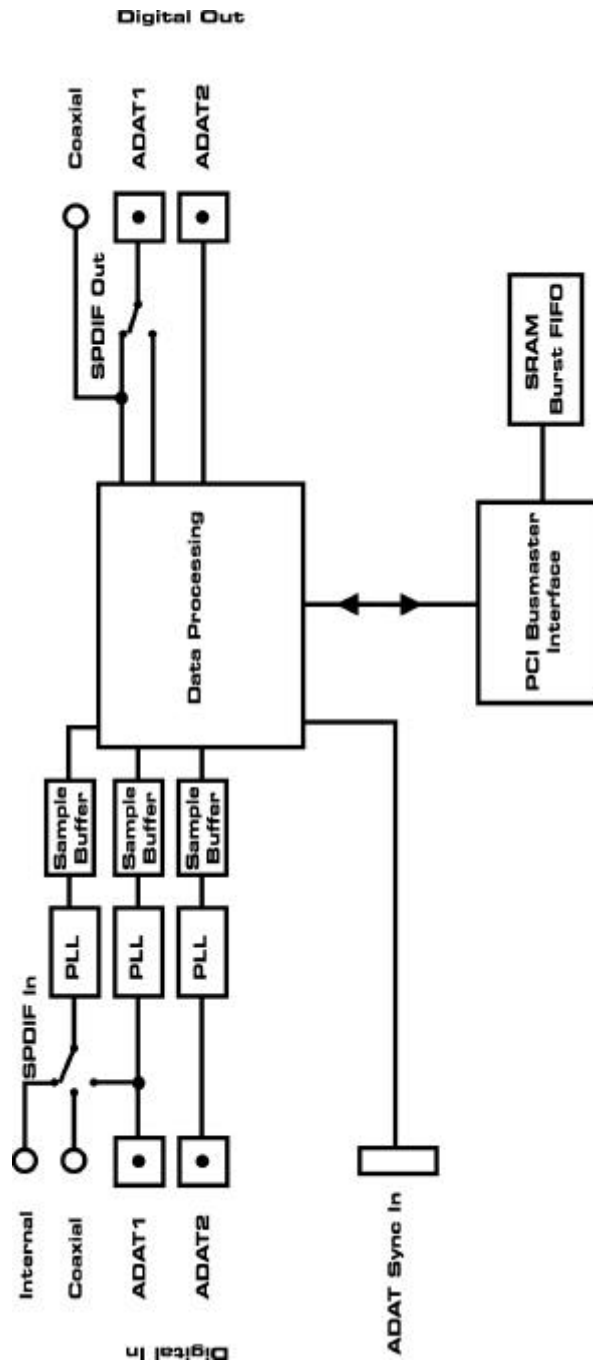 Digital In
Digital Out
Internal
Coaxial
ADAT1
ADAT2
ADAT Sync In
SPDIF In
PLL
PLL
PLL
Sample
Buffer
Sample
Buffer
Sample
Buffer
Data Processing
SPDIF Out
Coaxial
ADAT1
ADAT2
PCI Busmaster
Interface
SRAM
Burst FIFO